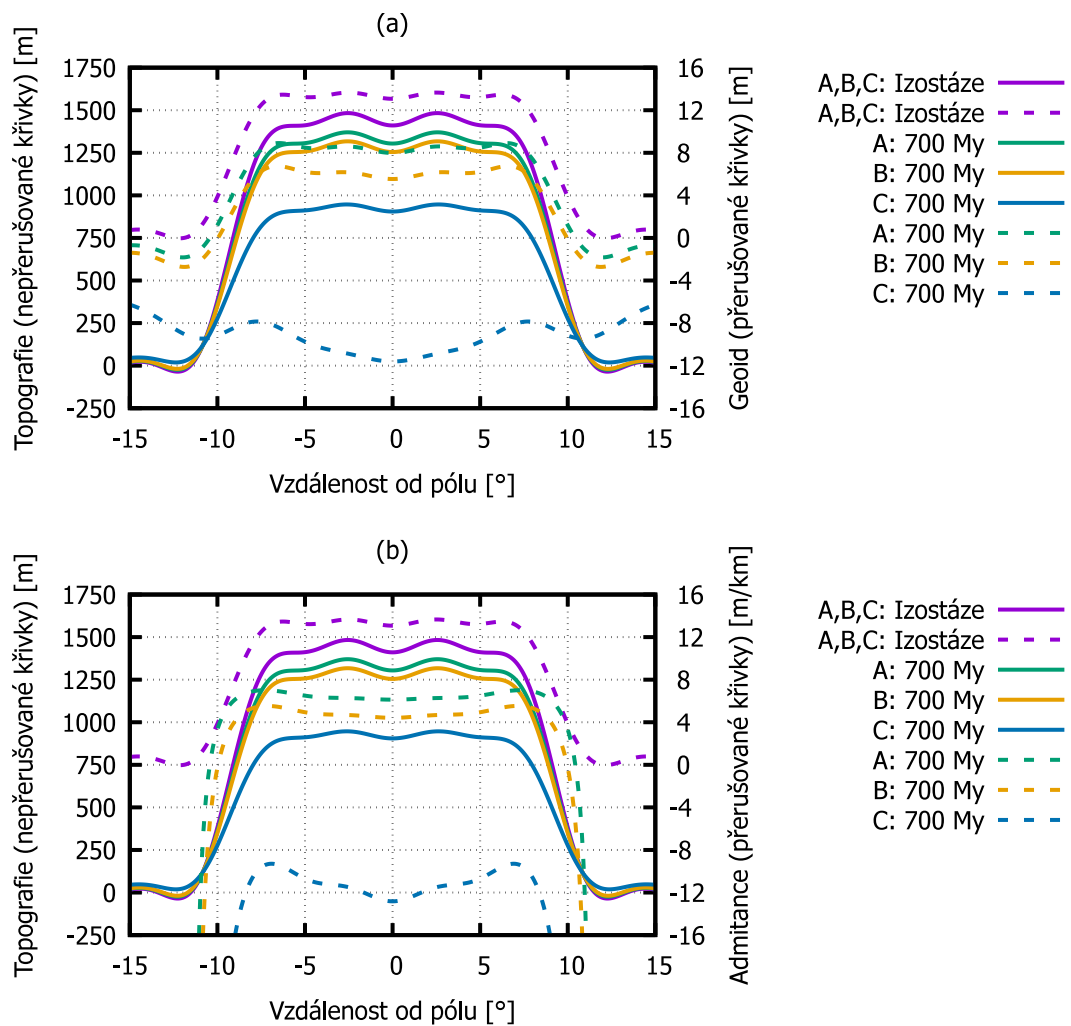 (a)
Topografie (nepřerušované křivky) [m]
1750
1500
1250
1000
750
500
250
0
-250
16
12
8
4
0
-4
-8
-12
-16
Geoid (přerušované křivky) [m]
-15 -10 -5 0 5 10 15
Vzdálenost od pólu [°]
A,B,C: Izostáze
A,B,C: Izostáze
A: 700 My
B: 700 My
C: 700 My
A: 700 My
B: 700 My
C: 700 My
(b)
Topografie (nepřerušované křivky) [m]
1750
1500
1250
1000
750
500
250
0
-250
16
12
8
4
0
-4
-8
-12
-16
Admitance (přerušované křivky) [m/km]
-15 -10 -5 0 5 10 15
Vzdálenost od pólu [°]
A,B,C: Izostáze
A,B,C: Izostáze
A: 700 My
B: 700 My
C: 700 My
A: 700 My
B: 700 My
C: 700 My